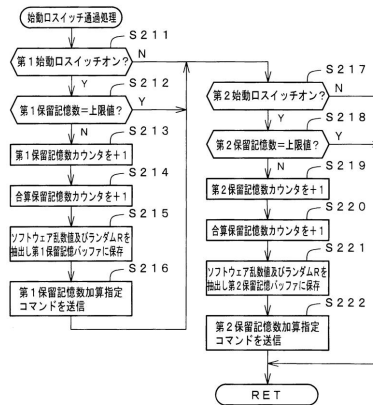 始動口スイッチ通過処理
S211
第1始動口スイッチオン?
N
Y
S212
第1保留記憶数=上限値?
Y
N
S213
第1保留記憶数カウンタを+1
S214
合算保留記憶数カウンタを+1
S215
ソフトウェア乱数値及びランダムRを
抽出し第1保留記憶バッファに保存
S216
第1保留記憶数加算指定
コマンドを送信
S217
第2始動口スイッチオン?
N
Y
S218
第2保留記憶数=上限値?
Y
N
S219
第2保留記憶数カウンタを+1
S220
合算保留記憶数カウンタを+1
S221
ソフトウェア乱数値及びランダムRを
抽出し第2保留記憶バッファに保存
S222
第2保留記憶数加算指定
コマンドを送信
RET